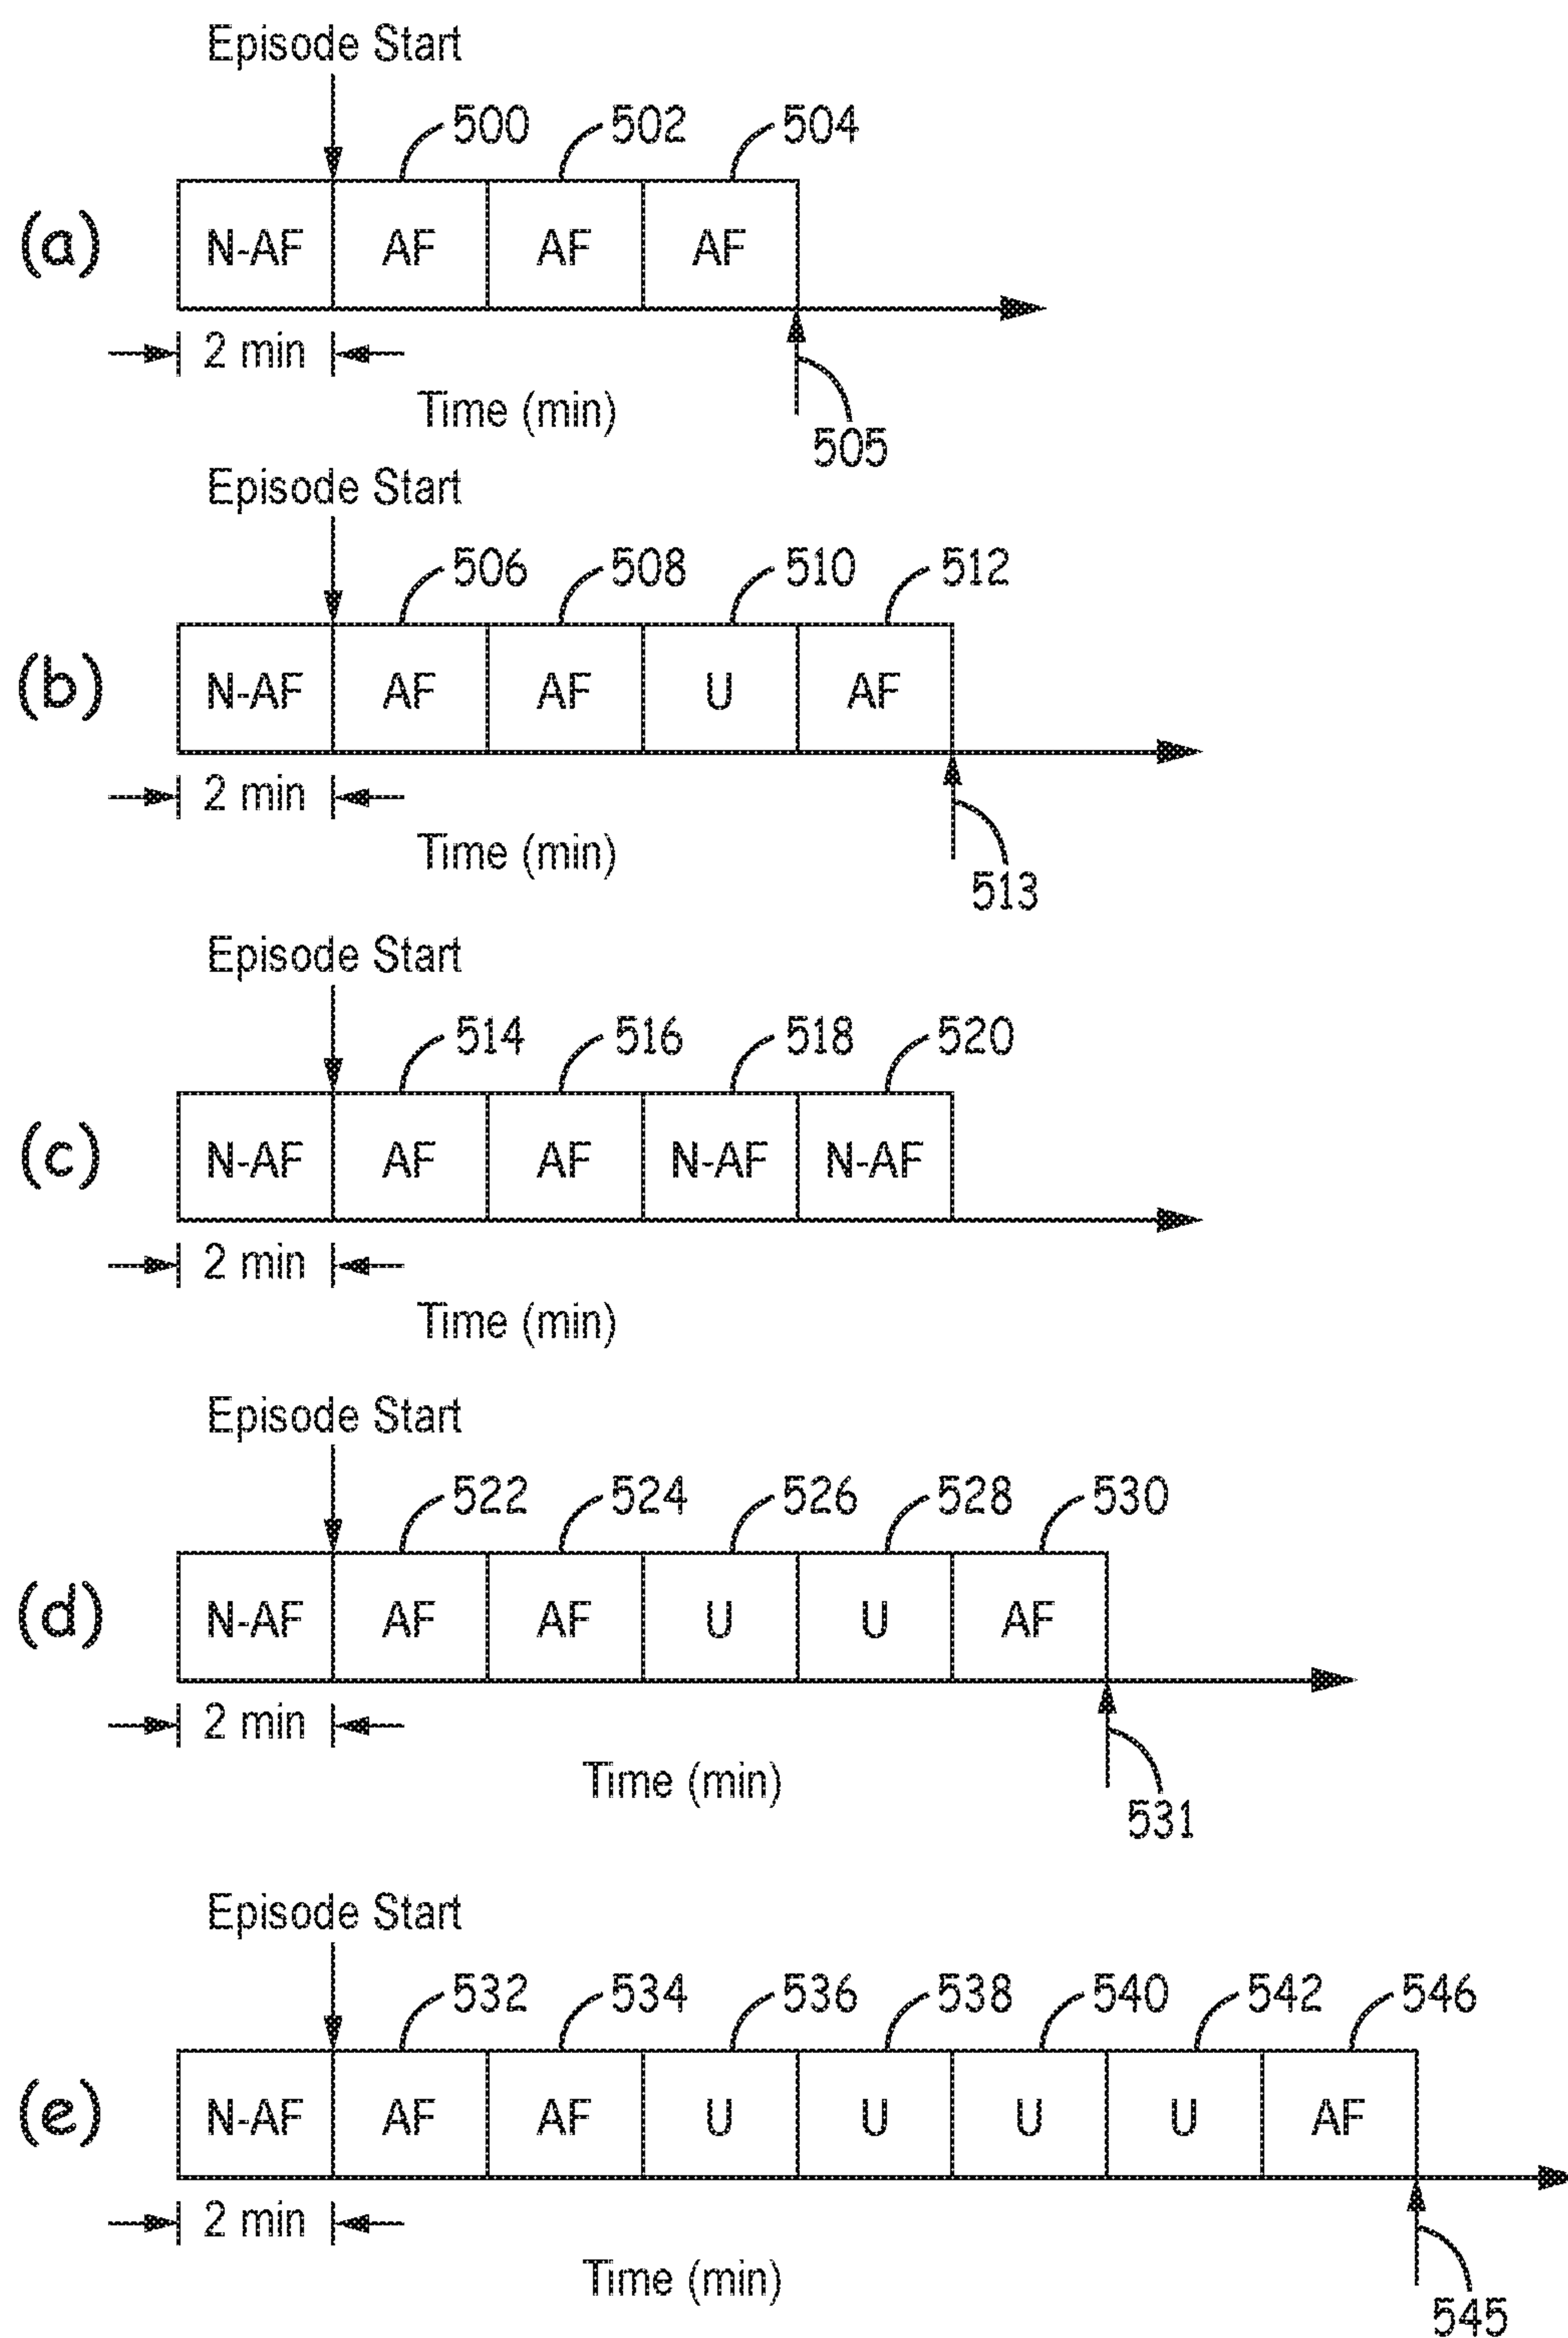 Episode Start
500 502 504
(a) N-AF AF AF AF
2 min
Time (min)
505
Episode Start
506 508 510 512
(b) N-AF AF AF U AF
2 min
Time (min)
513
Episode Start
514 516 518 520
(c) N-AF AF AF N-AF N-AF
2 min
Time (min)
Episode Start
522 524 526 528 530
(d) N-AF AF AF U U AF
2 min
Time (min)
531
Episode Start
532 534 536 538 540 542 546
(e) N-AF AF AF U U U U AF
2 min
Time (min)
545